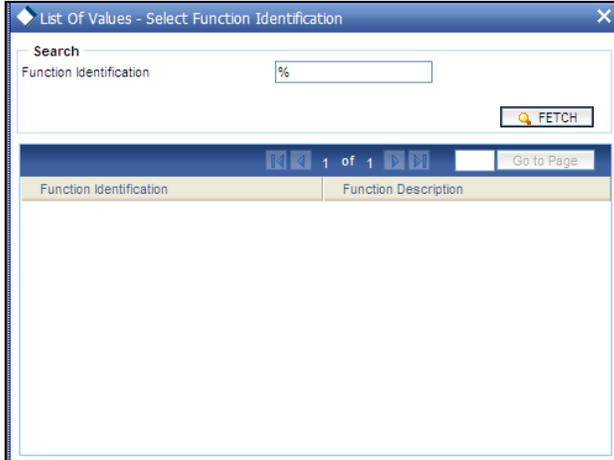 List Of Values - Select Function Identification
Search
Function Identification %
FETCH
1 of 1 Go to Page
Function Identification Function Description